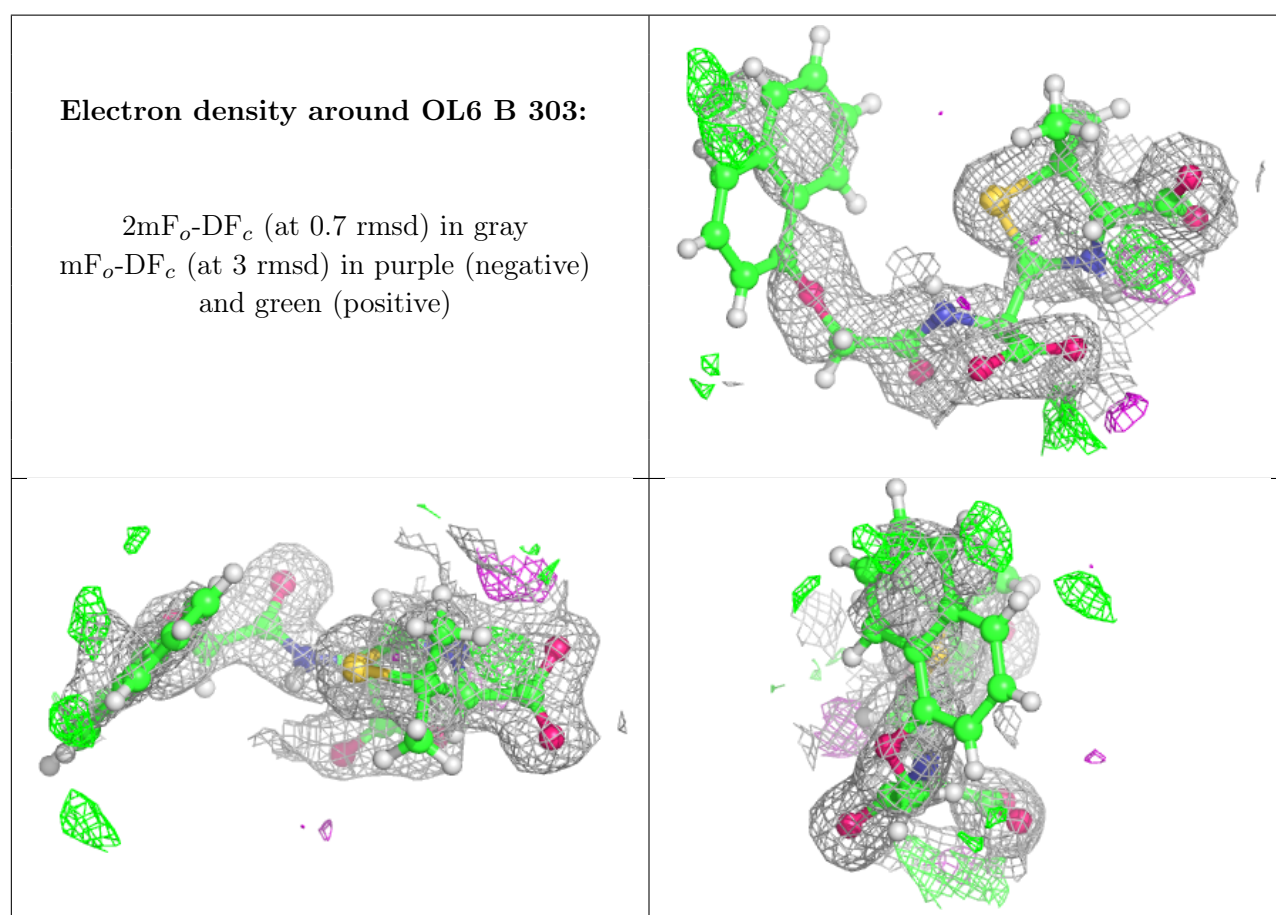 Electron density around OL6 B 303:
2mFo-DFc (at 0.7 rmsd) in gray
mFo-DFc (at 3 rmsd) in purple (negative)
and green (positive)